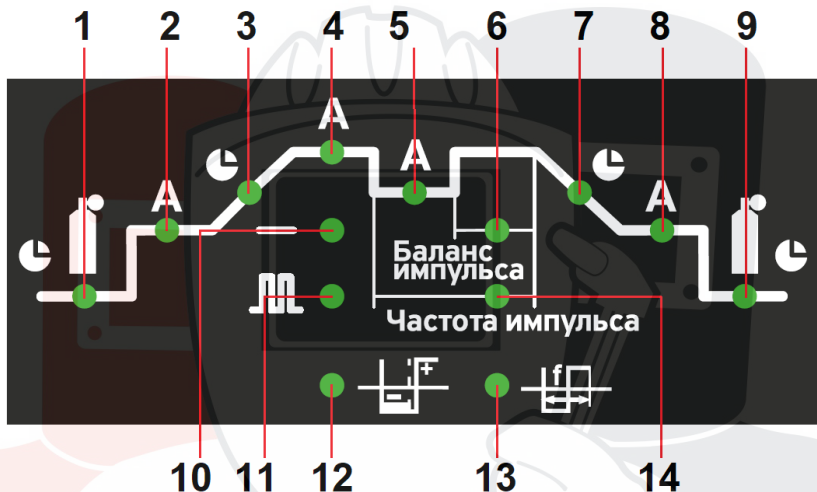 1 2 3 4 5 6 7 8 9
A A
A A
Баланс
импульса
Частота импульса
+ f
-
10 11 12 13 14